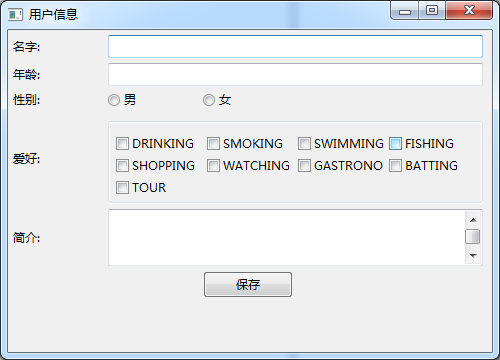 用户信息
名字:
年龄:
性别: 男 女
爱好:
DRINKING SMOKING SWIMMING FISHING
SHOPPING WATCHING GASTRONO BATTING
TOUR
简介:
保存